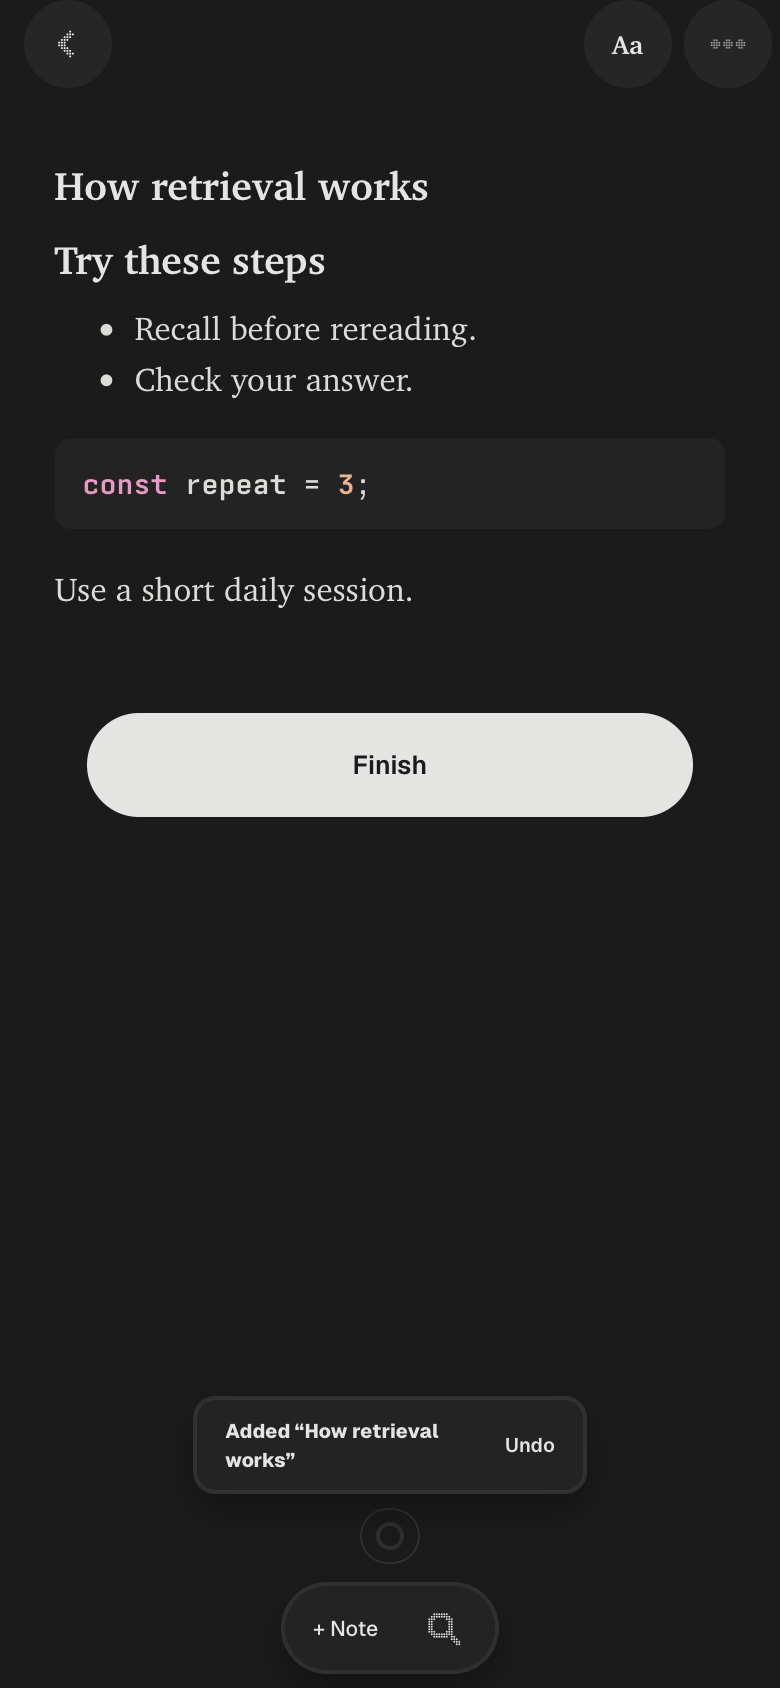 Aa
How retrieval works
Try these steps
• Recall before rereading.
• Check your answer.
const repeat = 3;
Use a short daily session.
Finish
Added “How retrieval
works”
Undo
+ Note